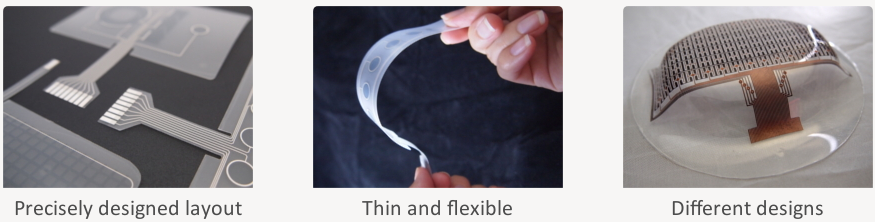 Precisely designed layout
Thin and flexible
Different designs